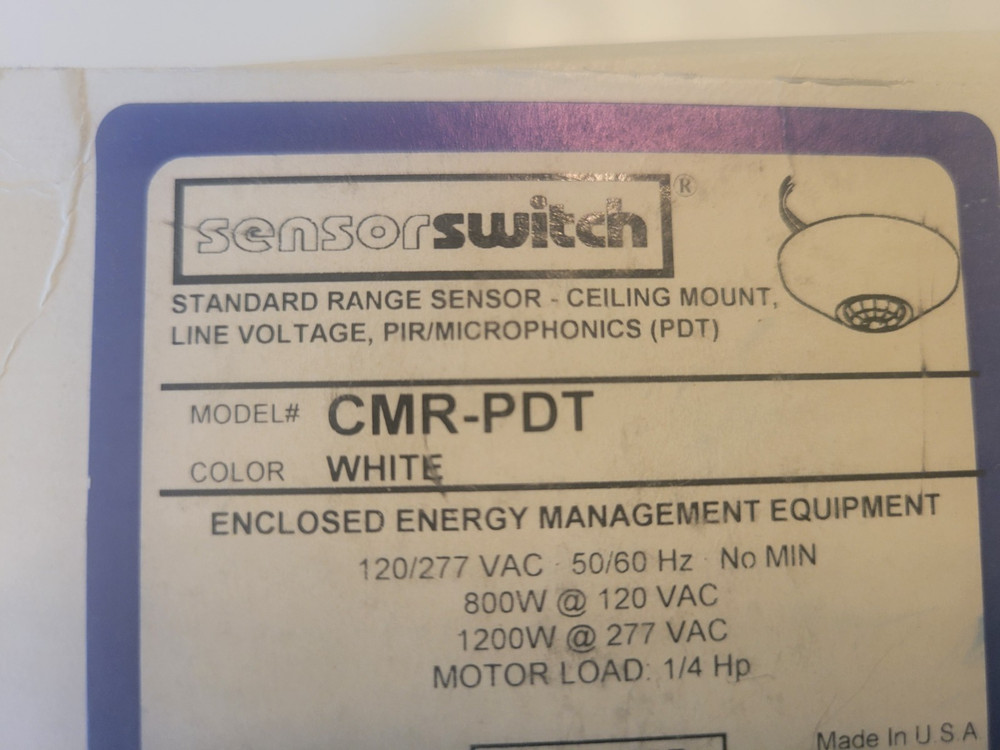 sensorswitch®
STANDARD RANGE SENSOR - CEILING MOUNT,
LINE VOLTAGE, PIR/MICROPHONICS (PDT)
MODEL# CMR-PDT
COLOR WHITE
ENCLOSED ENERGY MANAGEMENT EQUIPMENT
120/277 VAC · 50/60 Hz · No MIN
800W @ 120 VAC
1200W @ 277 VAC
MOTOR LOAD: 1/4 Hp
Made In U.S.A.